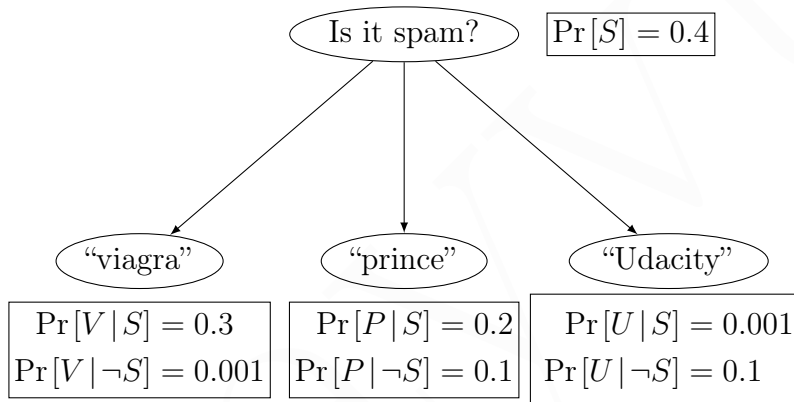 Is it spam?
Pr[S] = 0.4
“viagra”
“prince”
“Udacity”
Pr[V | S] = 0.3
Pr[V | ¬S] = 0.001
Pr[P | S] = 0.2
Pr[P | ¬S] = 0.1
Pr[U | S] = 0.001
Pr[U | ¬S] = 0.1